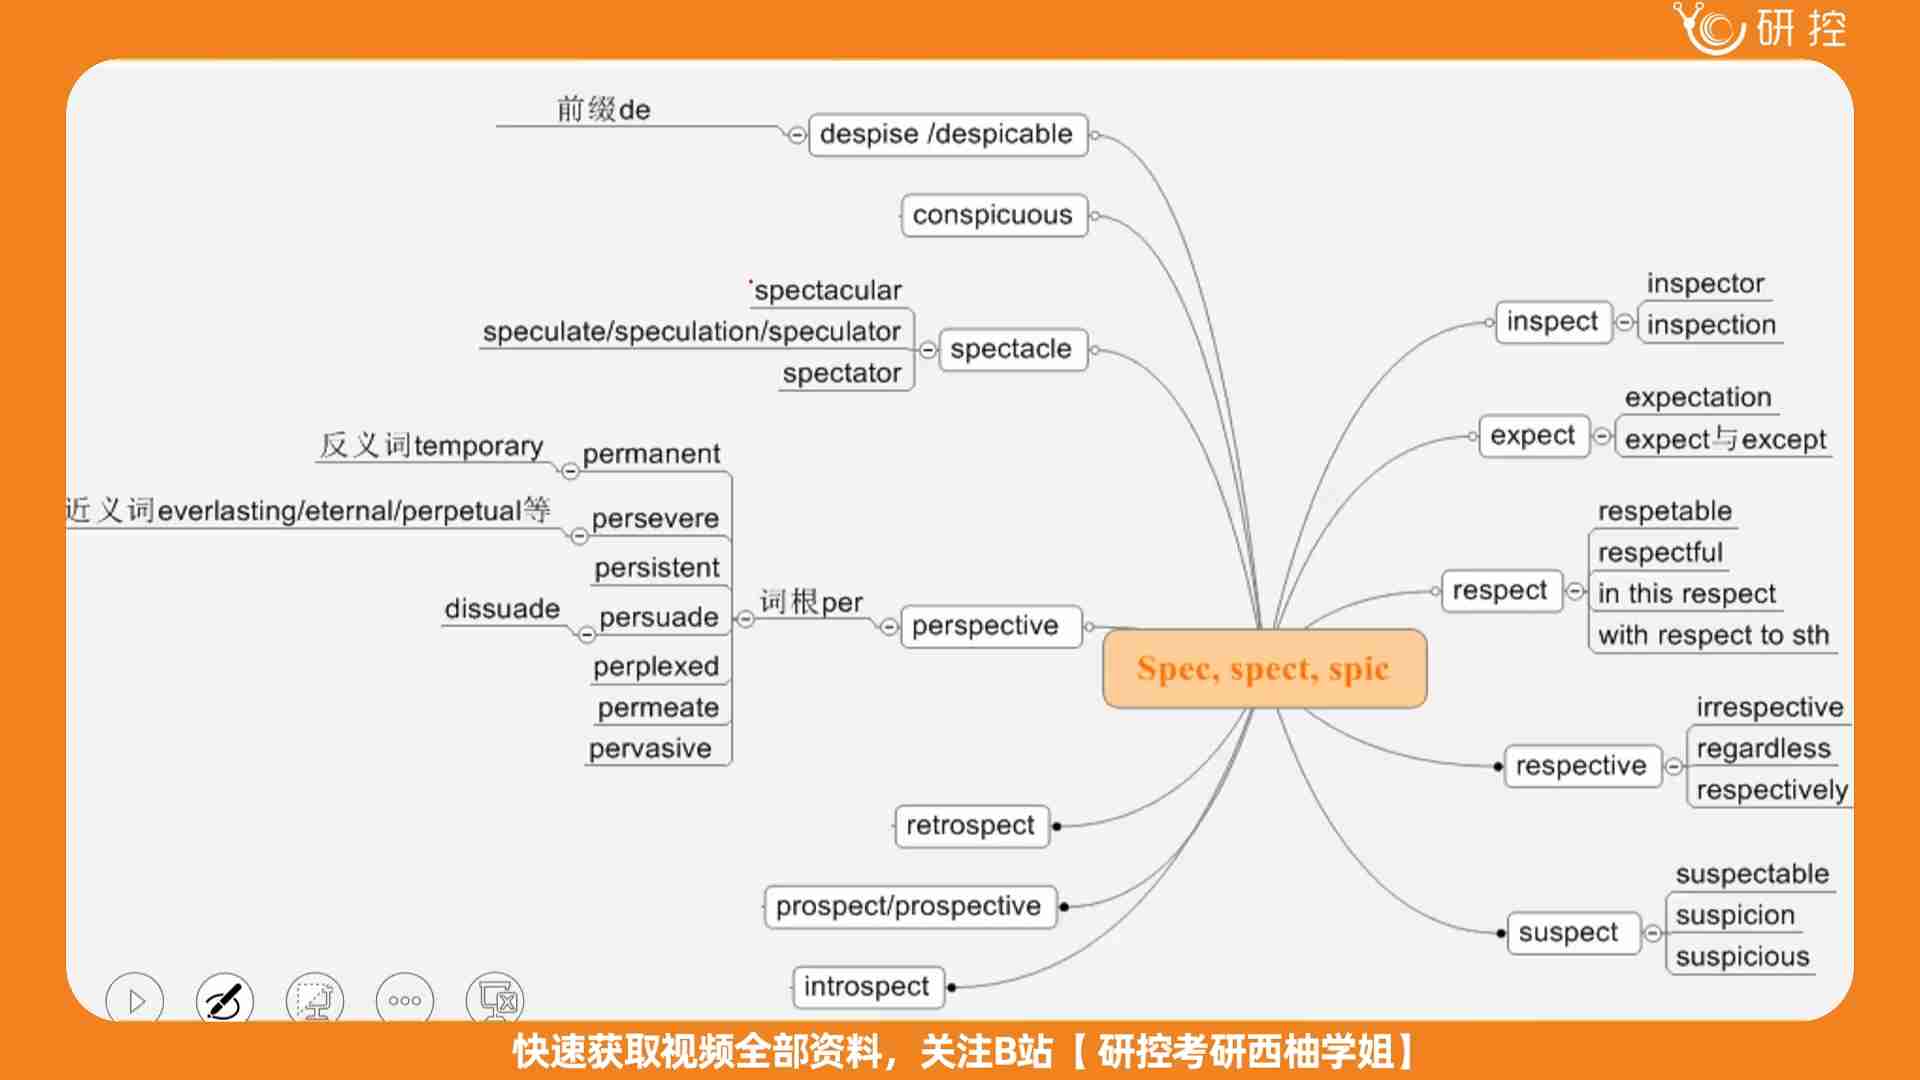 研控
前缀de
despise /despicable
conspicuous
spectacular
speculate/speculation/speculator
spectator
spectacle
反义词temporary
permanent
近义词everlasting/eternal/perpetual等
persevere
persistent
dissuade
persuade
perplexed
permeate
pervasive
词根per
perspective
Spec, spect, spic
retrospect
prospect/prospective
introspect
inspect
inspector
inspection
expect
expectation
expect与except
respect
respetable
respectful
in this respect
with respect to sth
respective
irrespective
regardless
respectively
suspect
suspectable
suspicion
suspicious
快速获取视频全部资料，关注B站【 研控考研西柚学姐】